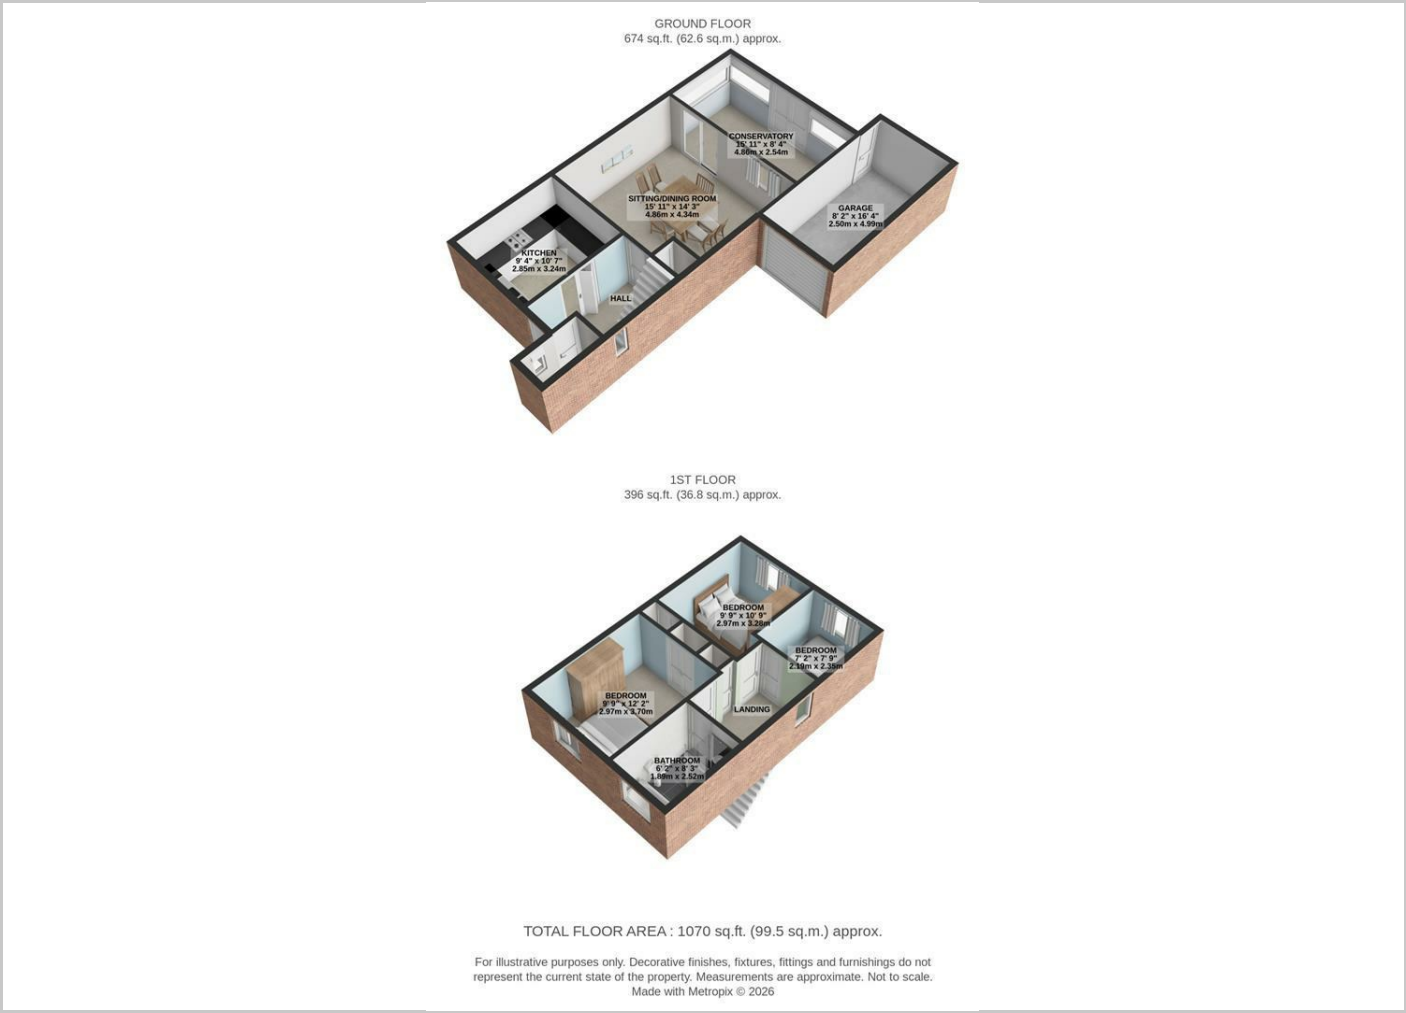 GROUND FLOOR
674 sq.ft. (62.6 sq.m.) approx.
CONSERVATORY
15' 11" x 8' 4"
4.86m x 2.54m
SITTING/DINING ROOM
15' 11" x 14' 3"
4.86m x 4.34m
GARAGE
8' 2" x 16' 4"
2.50m x 4.99m
KITCHEN
9' 4" x 10' 7"
2.85m x 3.24m
HALL
1ST FLOOR
396 sq.ft. (36.8 sq.m.) approx.
BEDROOM
9' 9" x 10' 9"
2.97m x 3.28m
BEDROOM
7' 2" x 7' 9"
2.19m x 2.35m
BEDROOM
9' 9" x 12' 2"
2.97m x 3.70m
LANDING
BATHROOM
6' 2" x 8' 3"
1.89m x 2.52m
TOTAL FLOOR AREA : 1070 sq.ft. (99.5 sq.m.) approx.
For illustrative purposes only. Decorative finishes, fixtures, fittings and furnishings do not
represent the current state of the property. Measurements are approximate. Not to scale.
Made with Metropix © 2026